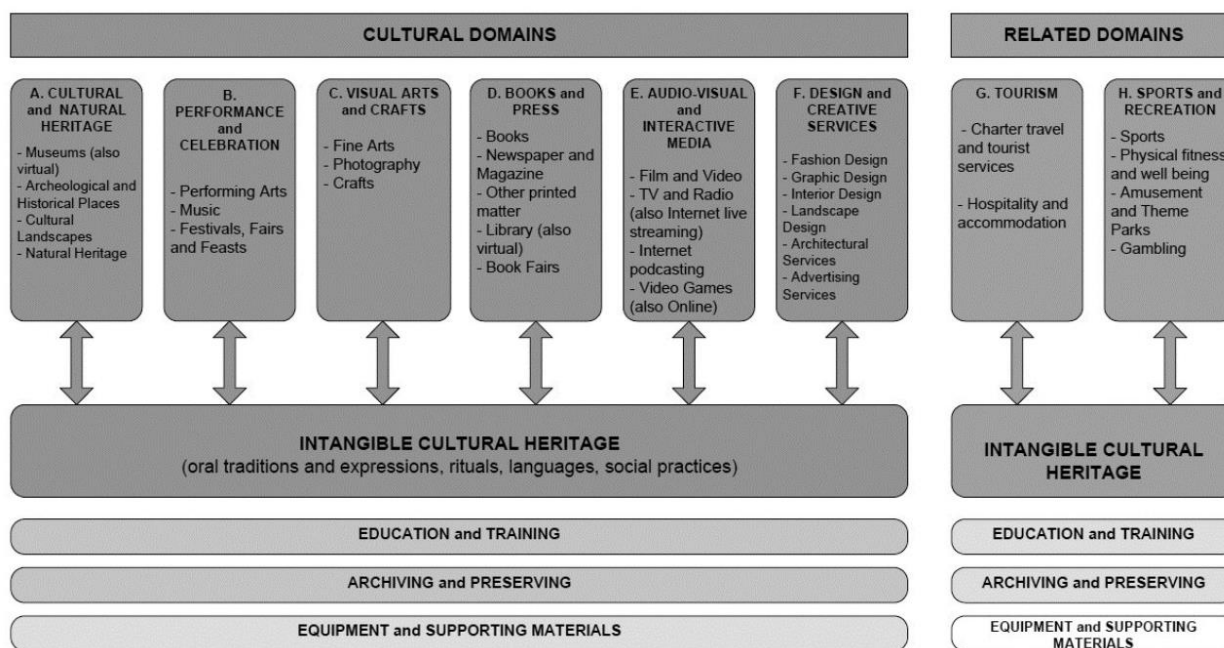 CULTURAL DOMAINS
RELATED DOMAINS
A. CULTURAL
and NATURAL
HERITAGE
- Museums (also
virtual)
- Archeological and
Historical Places
- Cultural
Landscapes
- Natural Heritage
B.
PERFORMANCE
and
CELEBRATION
- Performing Arts
- Music
- Festivals, Fairs
and Feasts
C. VISUAL ARTS
and CRAFTS
- Fine Arts
- Photography
- Crafts
D. BOOKS and
PRESS
- Books
- Newspaper and
Magazine
- Other printed
matter
- Library (also
virtual)
- Book Fairs
E. AUDIO-VISUAL
and
INTERACTIVE
MEDIA
- Film and Video
- TV and Radio
(also Internet live
streaming)
- Internet
podcasting
- Video Games
(also Online)
F. DESIGN and
CREATIVE
SERVICES
- Fashion Design
- Graphic Design
- Interior Design
- Landscape
Design
- Architectural
Services
- Advertising
Services
G. TOURISM
- Charter travel
and tourist
services
- Hospitality and
accommodation
H. SPORTS and
RECREATION
- Sports
- Physical fitness
and well being
- Amusement
and Theme
Parks
- Gambling
INTANGIBLE CULTURAL HERITAGE
(oral traditions and expressions, rituals, languages, social practices)
INTANGIBLE CULTURAL
HERITAGE
EDUCATION and TRAINING
EDUCATION and TRAINING
ARCHIVING and PRESERVING
ARCHIVING and PRESERVING
EQUIPMENT and SUPPORTING MATERIALS
EQUIPMENT and SUPPORTING
MATERIALS